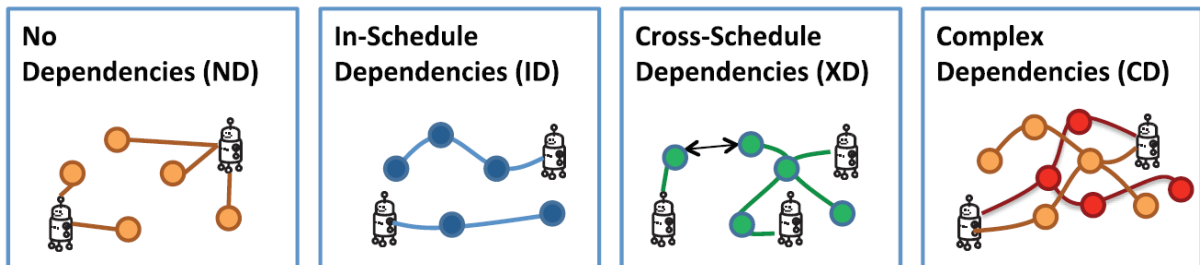 No
Dependencies (ND)
In-Schedule
Dependencies (ID)
Cross-Schedule
Dependencies (XD)
Complex
Dependencies (CD)